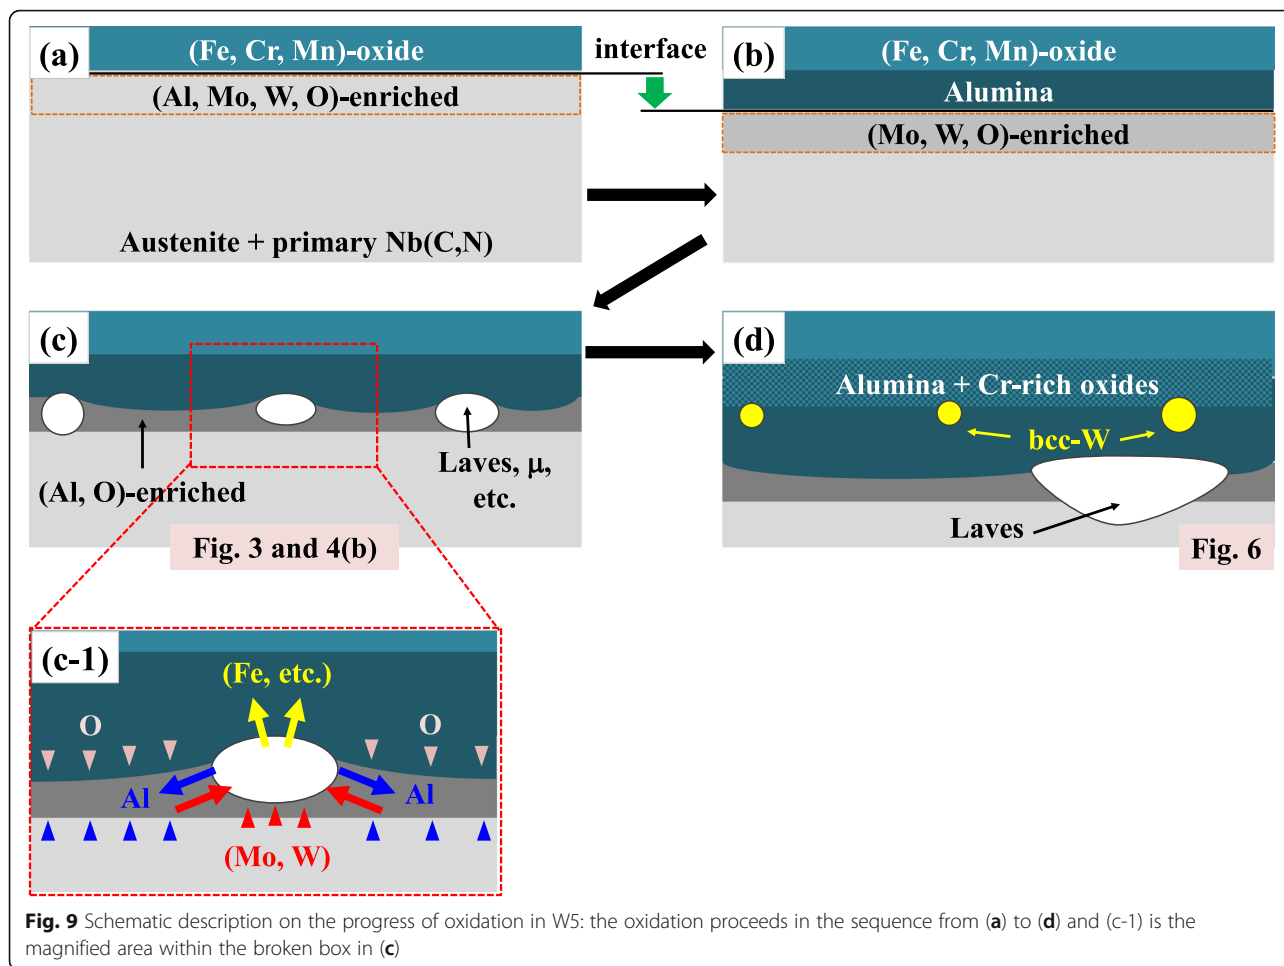 (a)
(Fe, Cr, Mn)-oxide
(Al, Mo, W, O)-enriched
Austenite + primary Nb(C,N)
interface
(b)
(Fe, Cr, Mn)-oxide
Alumina
(Mo, W, O)-enriched
(c)
(Al, O)-enriched
Laves, μ,
etc.
Fig. 3 and 4(b)
(d)
Alumina + Cr-rich oxides
bcc-W
Laves
Fig. 6
(c-1)
(Fe, etc.)
O
O
Al
Al
(Mo, W)
Fig. 9 Schematic description on the progress of oxidation in W5: the oxidation proceeds in the sequence from (a) to (d) and (c-1) is the
magnified area within the broken box in (c)